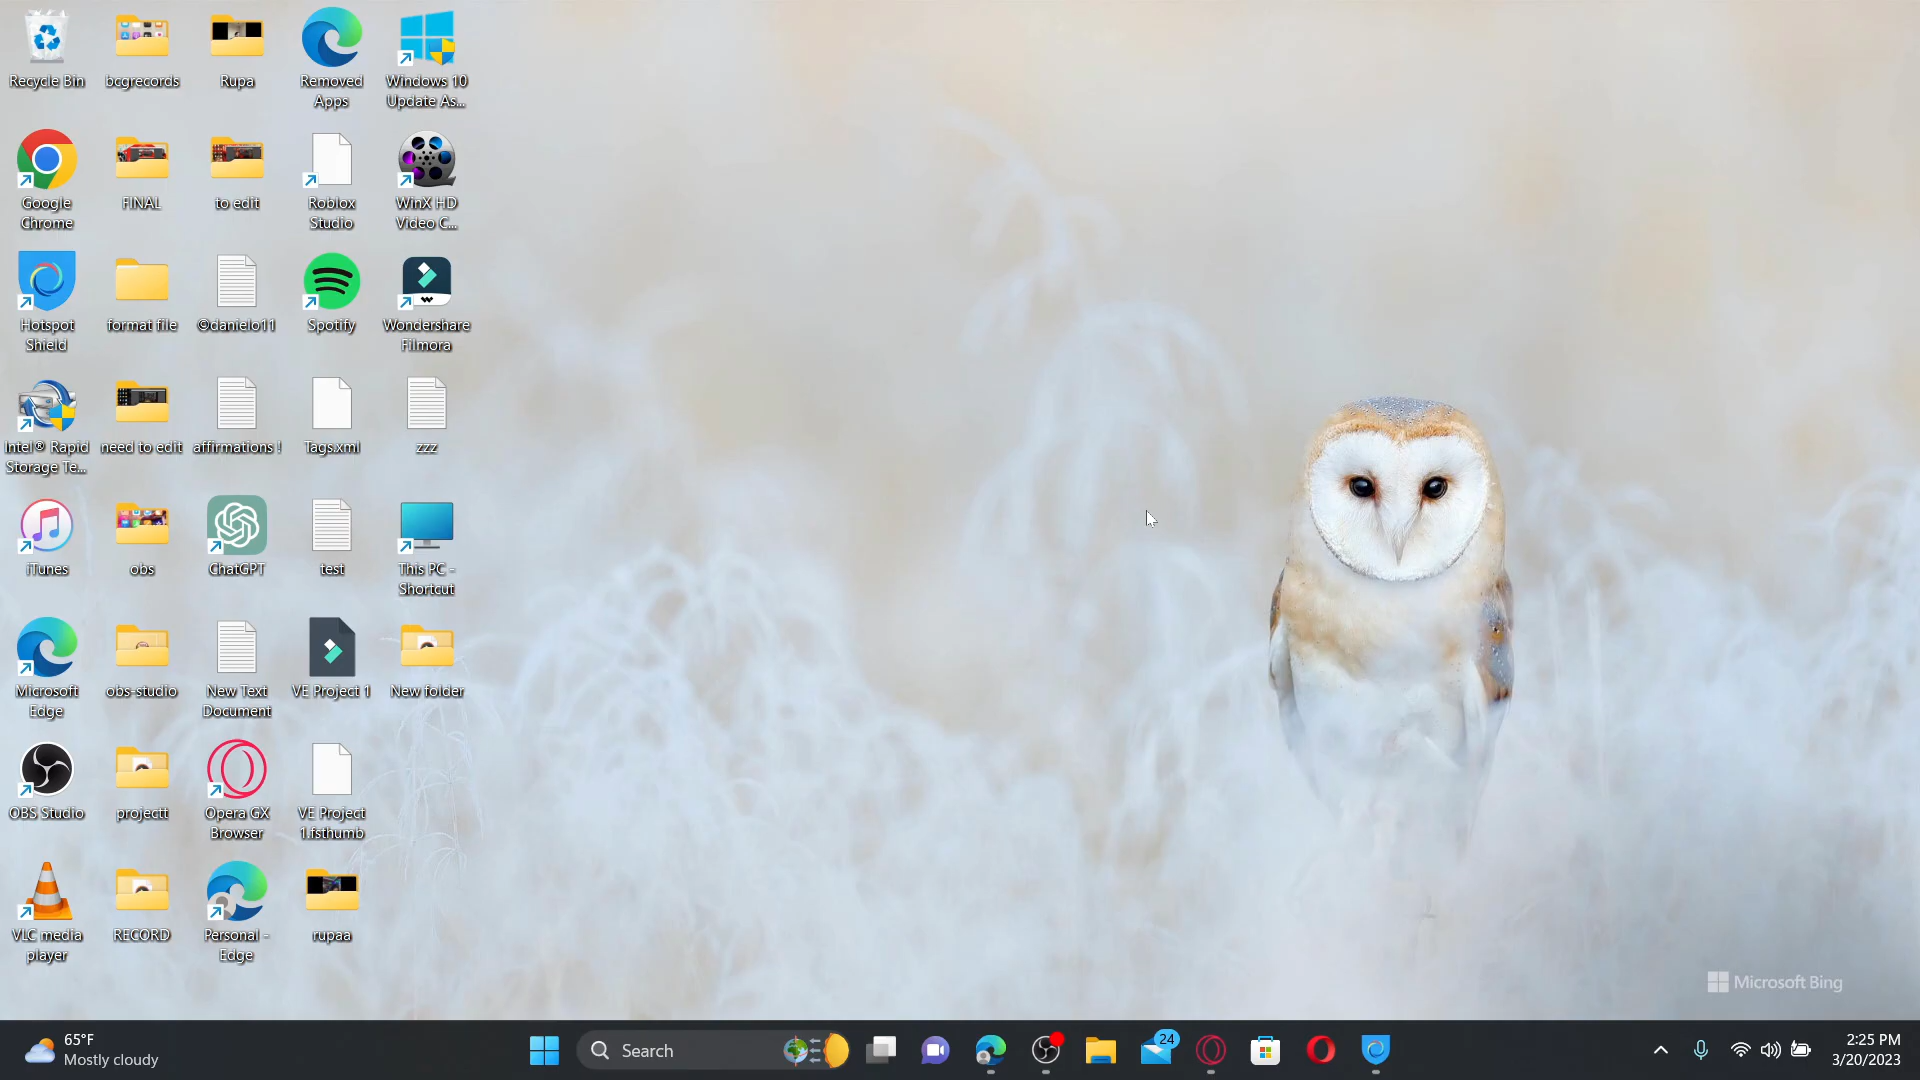 Recycle Bin
bcgrecords
Rupa
Removed
Apps
Windows 10
Update As...
Google
Chrome
FINAL
to edit
Roblox
Studio
WinX HD
Video C...
Hotspot
Shield
format file
©danielo11
Spotify
Wondershare
Filmora
Intel® Rapid
Storage Te...
need to edit
affirmations !
Tags.xml
zzz
iTunes
obs
ChatGPT
test
This PC -
Shortcut
Microsoft
Edge
obs-studio
New Text
Document
VE Project 1
New folder
OBS Studio
projectt
Opera GX
Browser
VE Project
1.fsthumb
VLC media
player
RECORD
Personal -
Edge
rupaa
Microsoft Bing
65°F
Mostly cloudy
Search
24
2:25 PM
3/20/2023